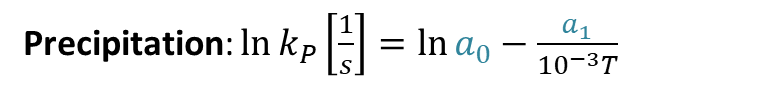 Precipitation: ln k_P [1/s] = ln a_0 − a_1/(10^{−3}T)